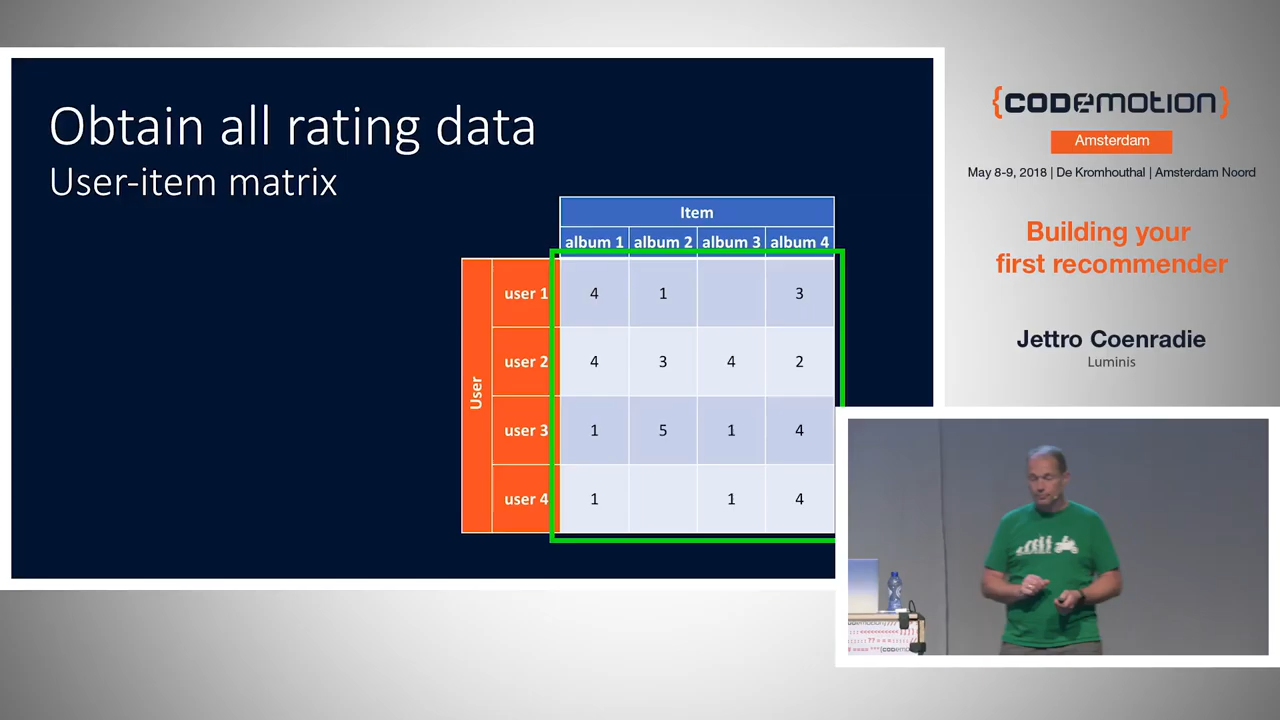 Obtain all rating data
User-item matrix
Item
album 1 album 2 album 3 album 4
User
user 1 4 1 3
user 2 4 3 4 2
user 3 1 5 1 4
user 4 1 1 4
{CODEMOTION}
Amsterdam
May 8-9, 2018 | De Kromhouthal | Amsterdam Noord
Building your
first recommender
Jettro Coenradie
Luminis